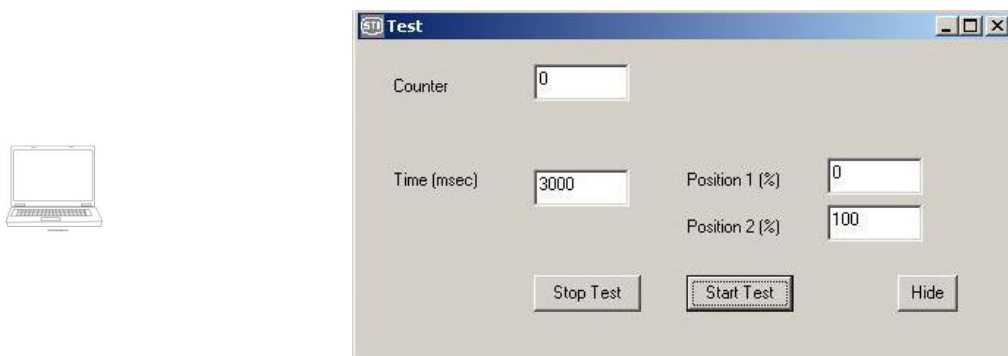 STI Test
Counter 0
Time (msec) 3000 Position 1 (%) 0
Position 2 (%) 100
Stop Test Start Test Hide